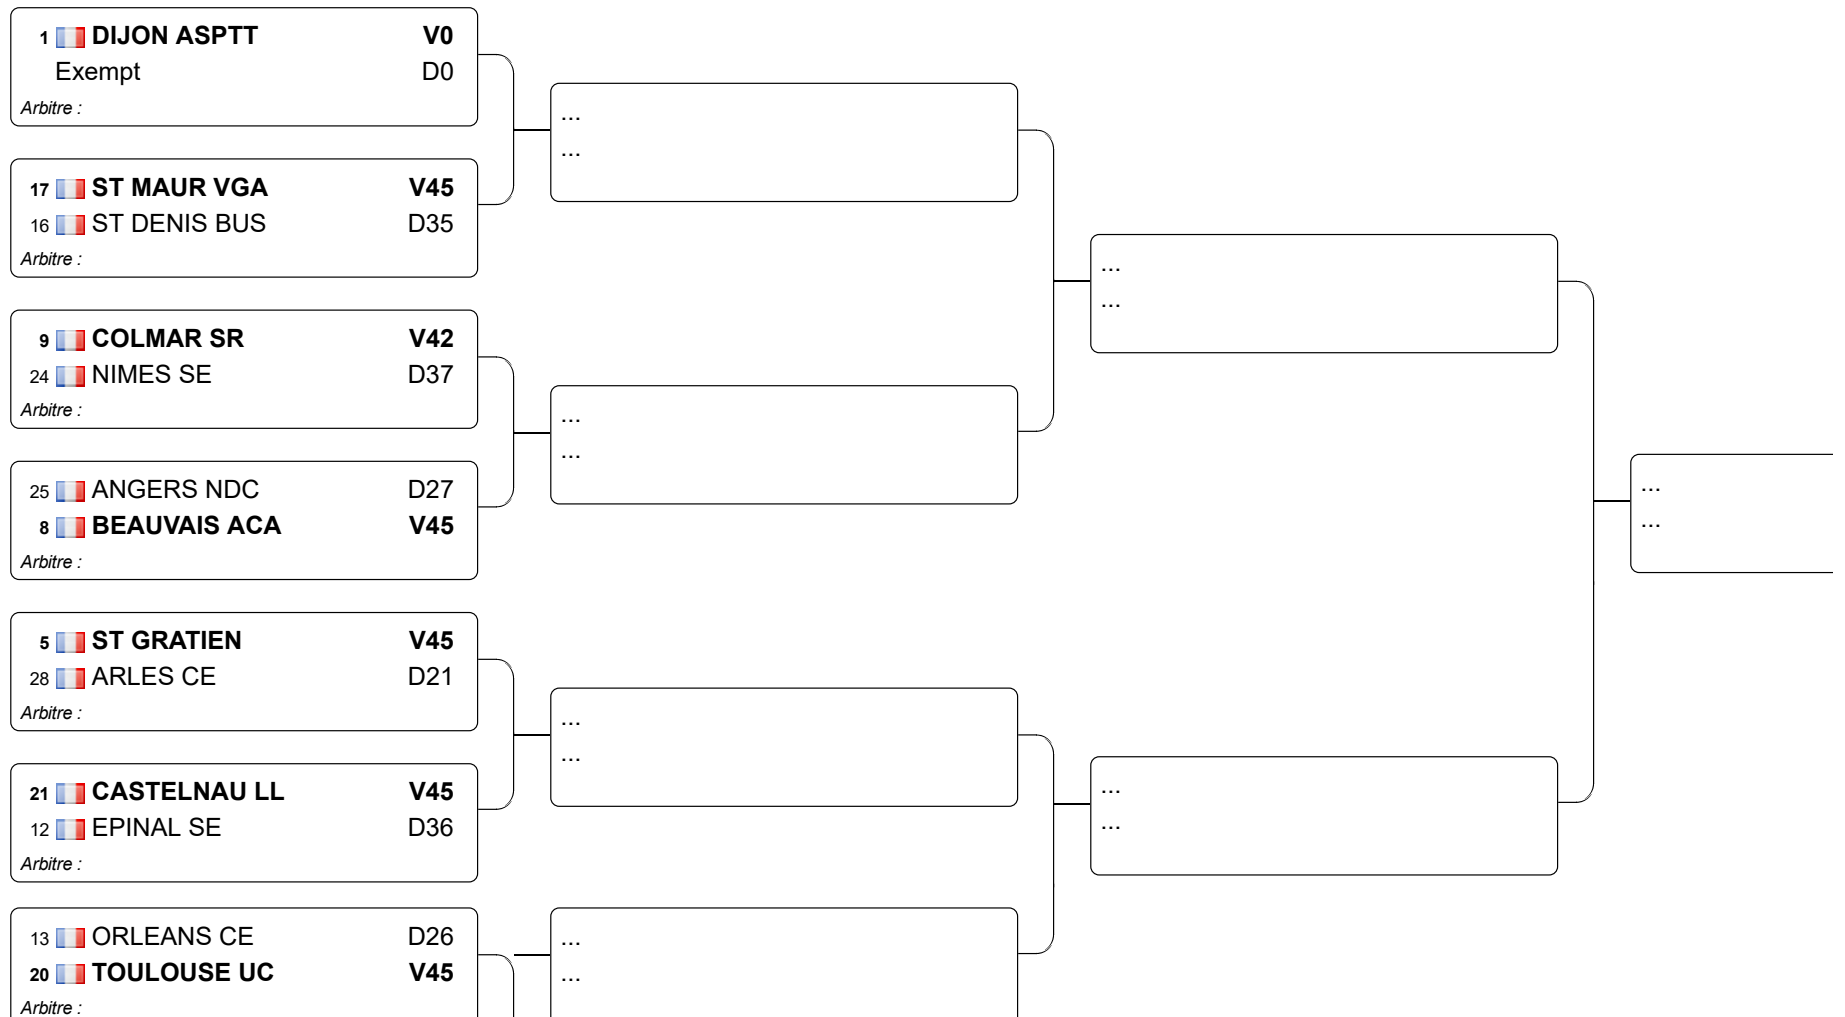 1 DIJON ASPTT V0
Exempt D0
Arbitre :
17 ST MAUR VGA V45
16 ST DENIS BUS D35
Arbitre :
9 COLMAR SR V42
24 NIMES SE D37
Arbitre :
25 ANGERS NDC D27
8 BEAUVAIS ACA V45
Arbitre :
5 ST GRATIEN V45
28 ARLES CE D21
Arbitre :
21 CASTELNAU LL V45
12 EPINAL SE D36
Arbitre :
13 ORLEANS CE D26
20 TOULOUSE UC V45
Arbitre :
...
...
...
...
...
...
...
...
...
...
...
...
...
...